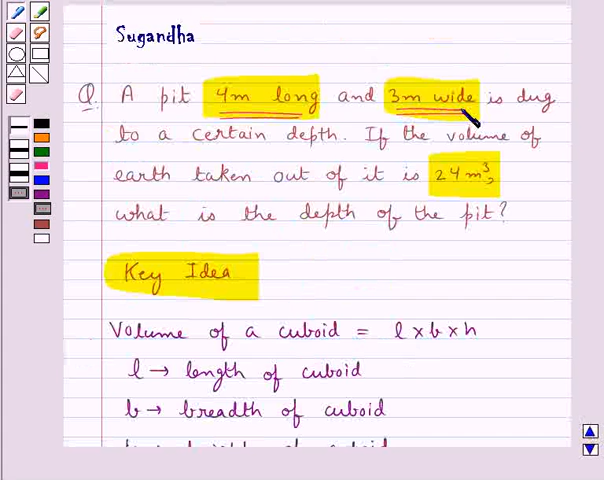 Sugandha
Q. A pit 4m long and 3m wide is dug
to a certain depth. If the volume of
earth taken out of it is 24m³,
what is the depth of the pit?
Key Idea
Volume of a cuboid = l × b × h
l → length of cuboid
b → breadth of cuboid